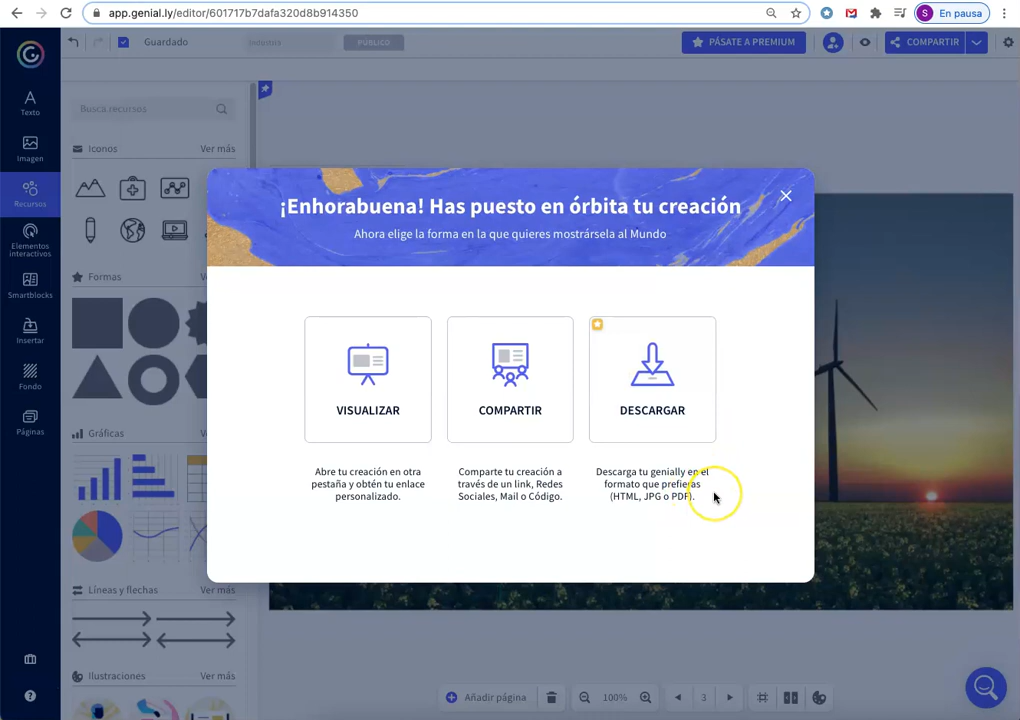 app.genial.ly/editor/601717b7dafa320d8b914350
S
En pausa
Guardado
Industria
PÚBLICO
PÁSATE A PREMIUM
COMPARTIR
Texto
Imagen
Recursos
Elementos
interactivos
Smartblocks
Insertar
Fondo
Páginas
Busca recursos
Iconos
Ver más
Formas
Gráficas
Líneas y flechas
Ver más
Ilustraciones
Ver más
¡Enhorabuena! Has puesto en órbita tu creación
Ahora elige la forma en la que quieres mostrársela al Mundo
VISUALIZAR
Abre tu creación en otra
pestaña y obtén tu enlace
personalizado.
COMPARTIR
Comparte tu creación a
través de un link, Redes
Sociales, Mail o Código.
DESCARGAR
Descarga tu genially en el
formato que prefieras
(HTML, JPG o PDF).
Añadir página
100%
3